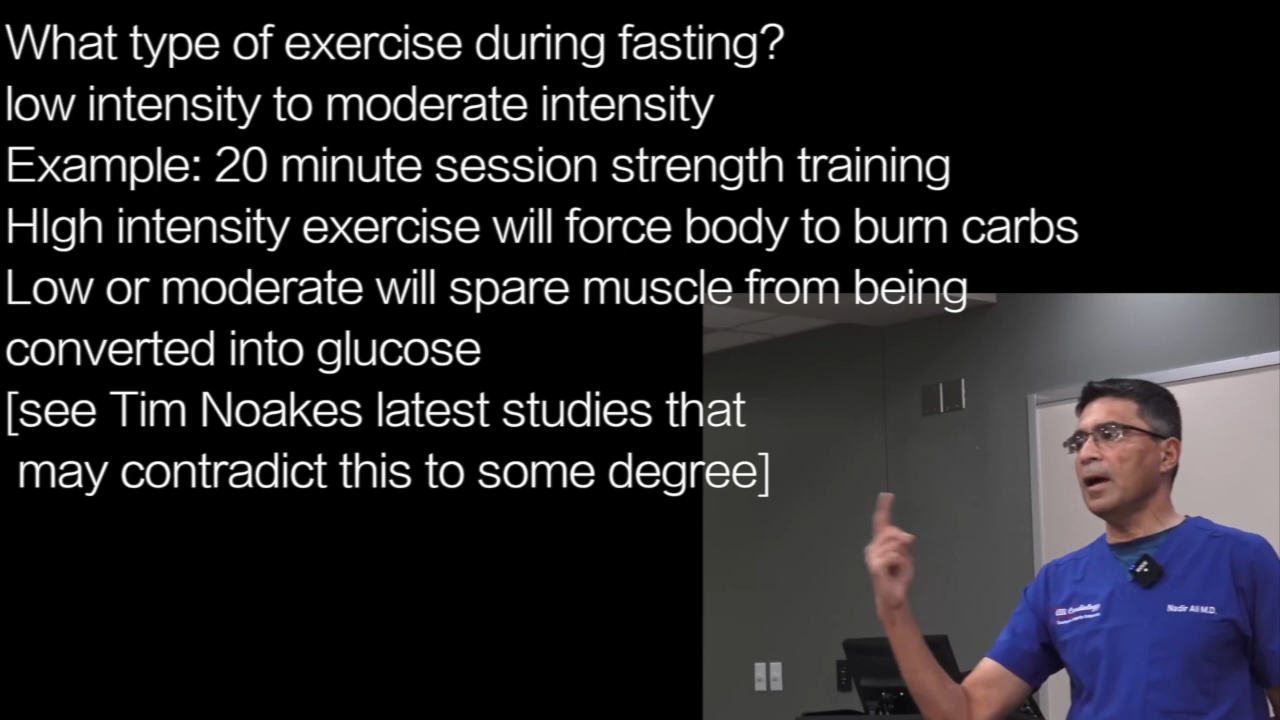 What type of exercise during fasting?
low intensity to moderate intensity
Example: 20 minute session strength training
HIgh intensity exercise will force body to burn carbs
Low or moderate will spare muscle from being
converted into glucose
[see Tim Noakes latest studies that
may contradict this to some degree]
Cardiology
Nadir Ali M.D.